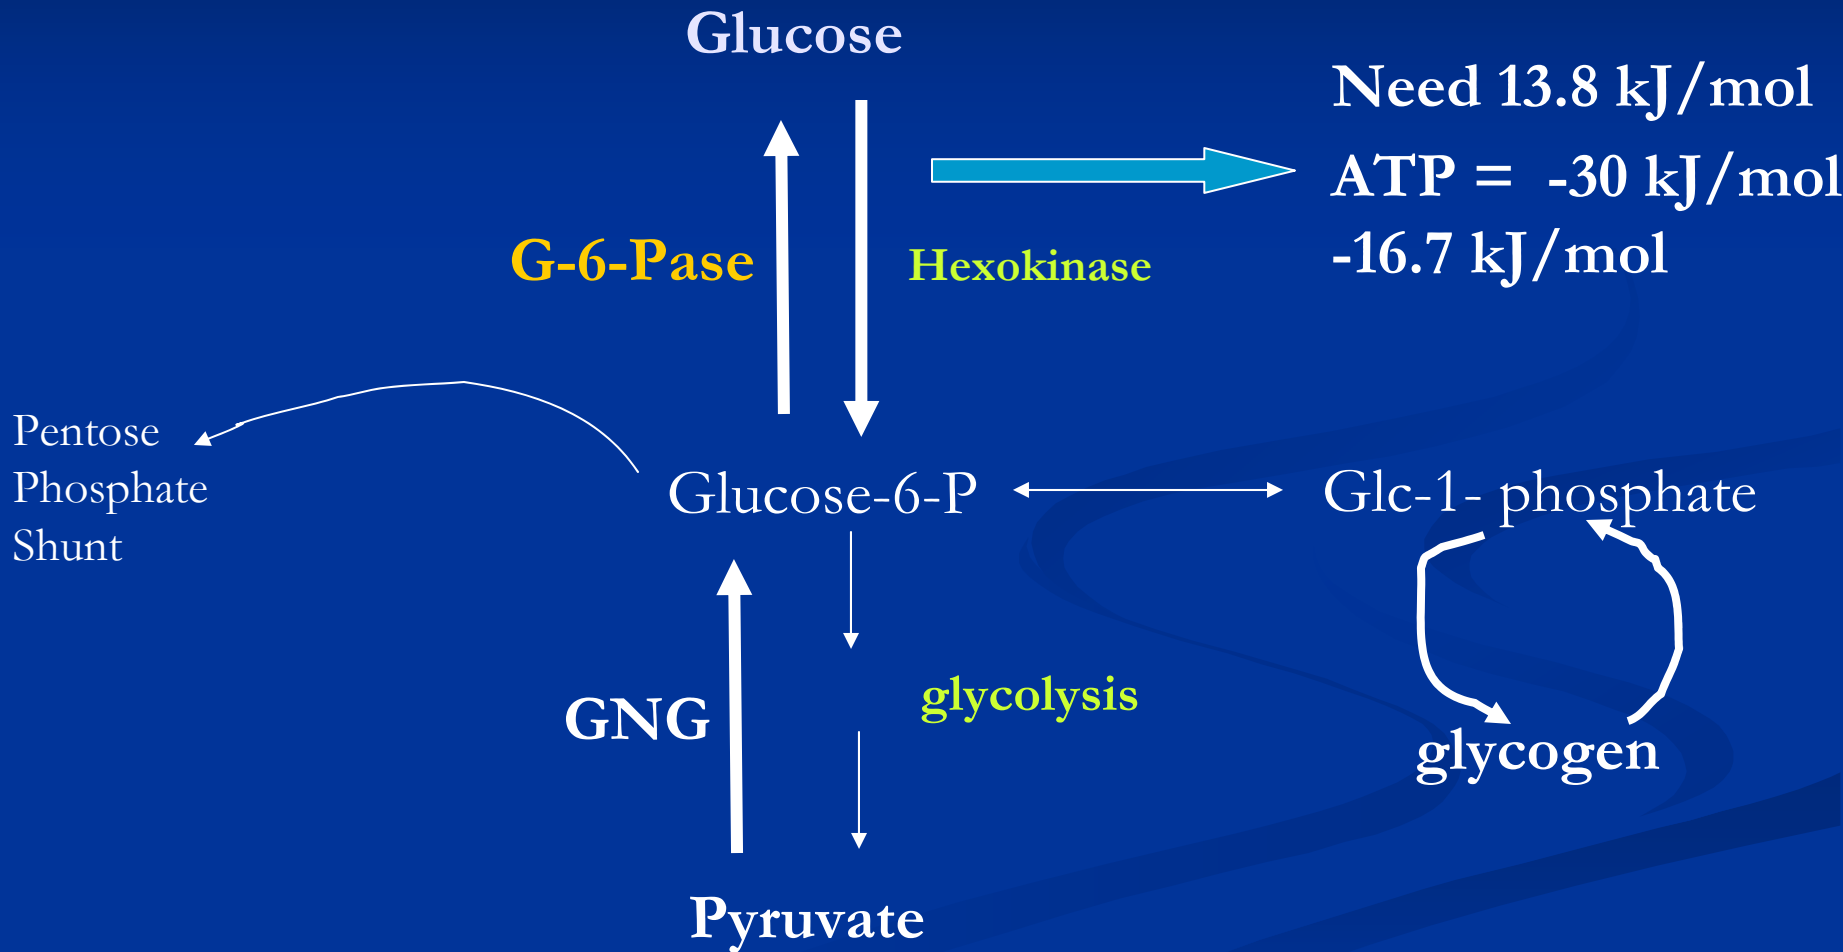 Glucose
Need 13.8 kJ/mol
ATP = -30 kJ/mol
-16.7 kJ/mol
G-6-Pase
Hexokinase
Pentose
Phosphate
Shunt
Glucose-6-P
Glc-1- phosphate
GNG
glycolysis
glycogen
Pyruvate